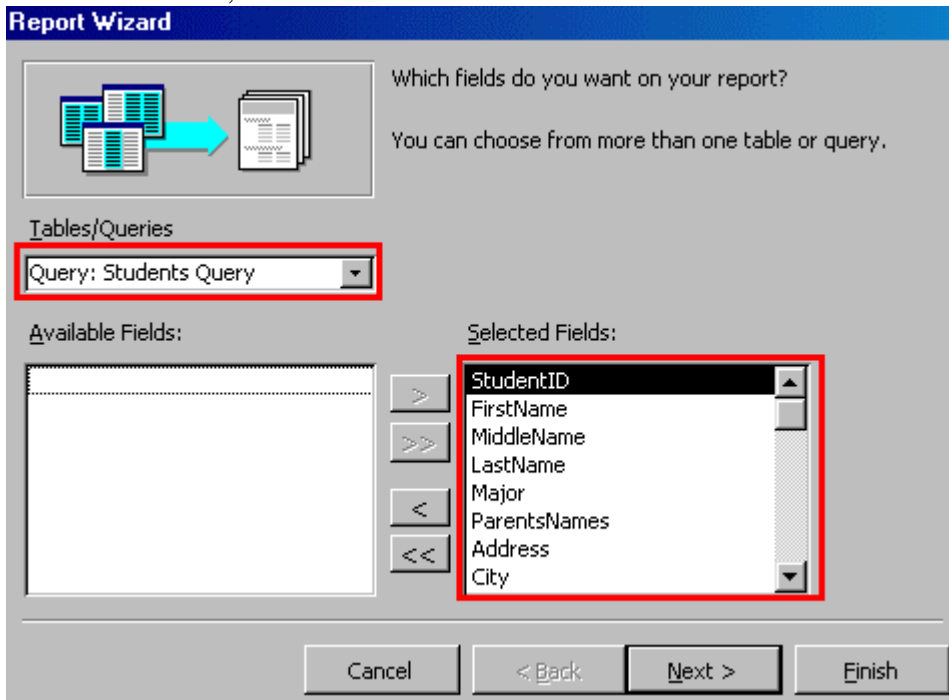 Report Wizard
Which fields do you want on your report?
You can choose from more than one table or query.
Tables/Queries
Query: Students Query
Available Fields:
Selected Fields:
StudentID
FirstName
MiddleName
LastName
Major
ParentsNames
Address
City
>
>>
<
<<
Cancel
< Back
Next >
Finish